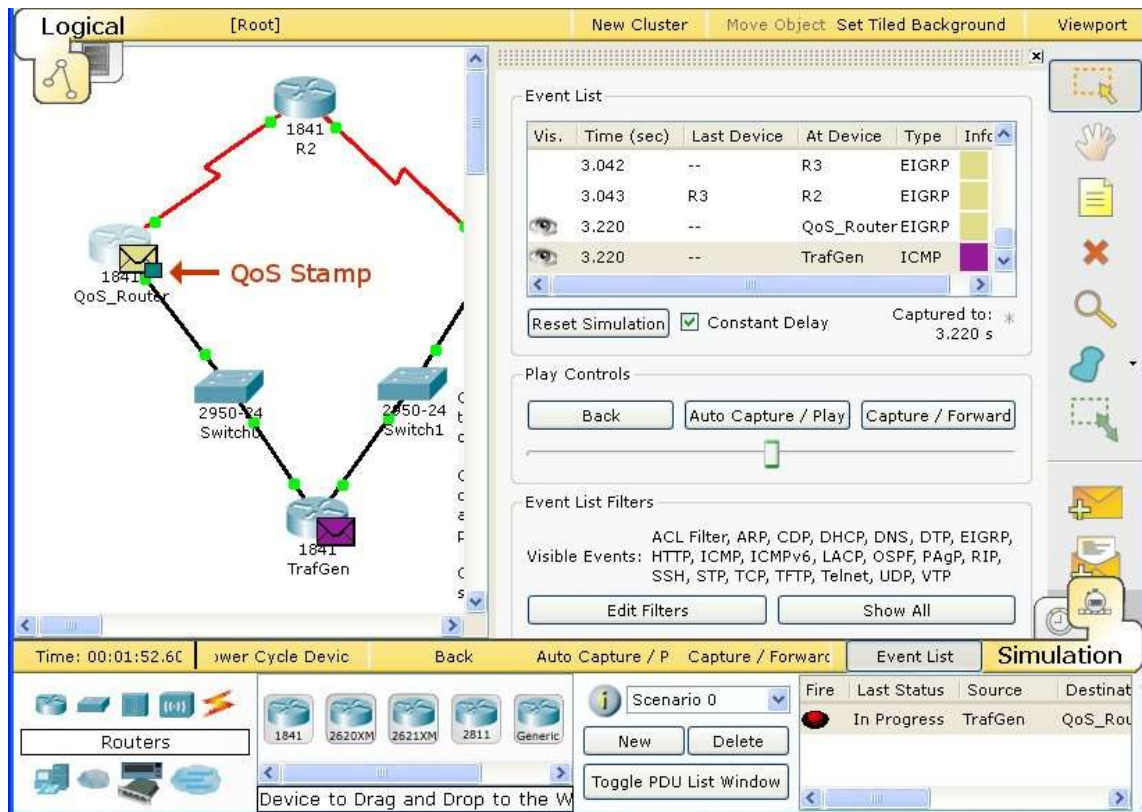 Logical [Root] New Cluster Move Object Set Tiled Background Viewport
1841
R2
1841
QoS_Router
QoS Stamp
2950-24
Switch0
2950-24
Switch1
1841
TrafGen
Event List
Vis. Time (sec) Last Device At Device Type Info
3.042 -- R3 EIGRP
3.043 R3 R2 EIGRP
3.220 -- QoS_Router EIGRP
3.220 -- TrafGen ICMP
Reset Simulation Constant Delay Captured to: *
3.220 s
Play Controls
Back Auto Capture / Play Capture / Forward
Event List Filters
Visible Events: ACL Filter, ARP, CDP, DHCP, DNS, DTP, EIGRP,
HTTP, ICMP, ICMPv6, LACP, OSPF, PAgP, RIP,
SSH, STP, TCP, TFTP, Telnet, UDP, VTP
Edit Filters Show All
Time: 00:01:52.60 ower Cycle Devic Back Auto Capture / P Capture / Forward Event List Simulation
Routers
1841 2620XM 2621XM 2811 Generic
Device to Drag and Drop to the W
Scenario 0
New Delete
Toggle PDU List Window
Fire Last Status Source Destinat
In Progress TrafGen QoS_Rou